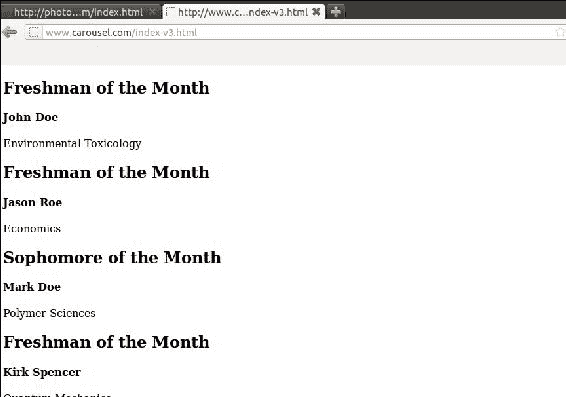 http://photo...m/index.html
http://www.c...ndex-v3.html
www.carousel.com/index-v3.html
Freshman of the Month
John Doe
Environmental Toxicology
Freshman of the Month
Jason Roe
Economics
Sophomore of the Month
Mark Doe
Polymer Sciences
Freshman of the Month
Kirk Spencer
Quantum Mechanics